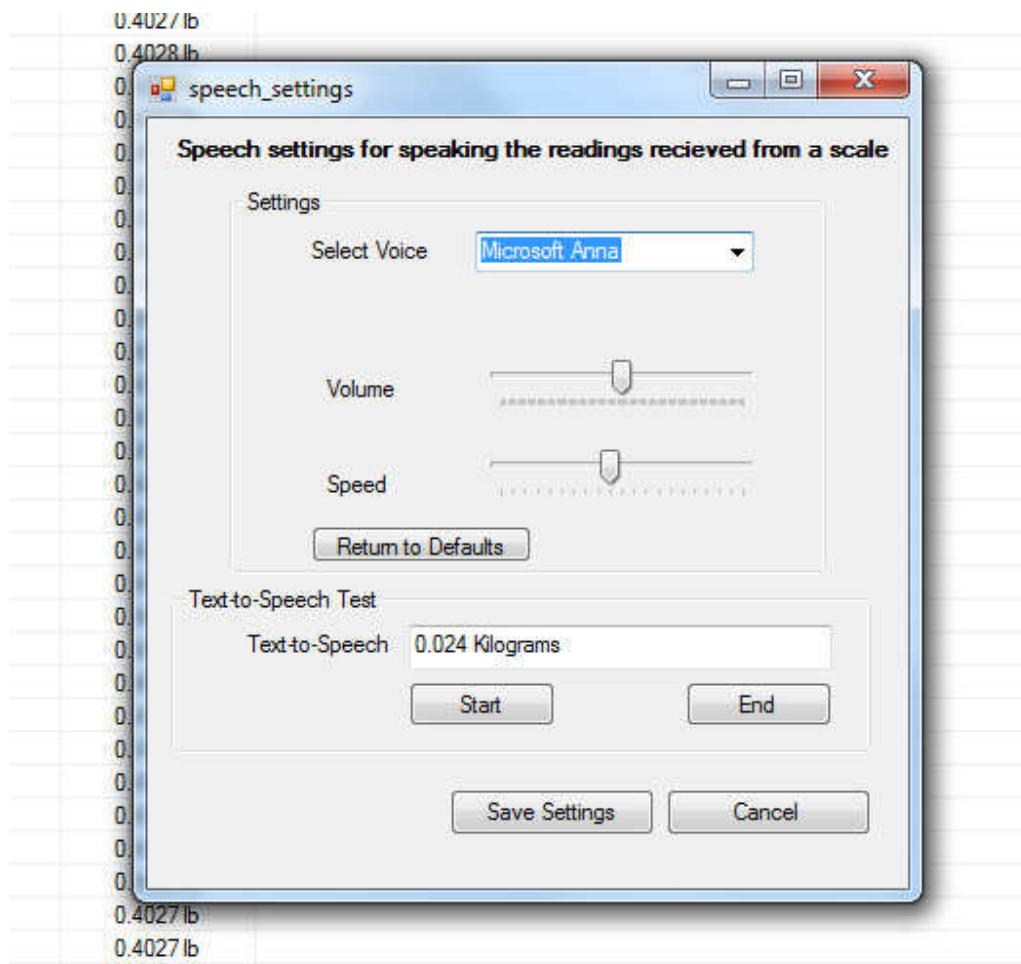 0.4027 lb
0.4028 lb
speech_settings
Speech settings for speaking the readings recieved from a scale
Settings
Select Voice Microsoft Anna
Volume
Speed
Return to Defaults
Text-to-Speech Test
Text-to-Speech 0.024 Kilograms
Start End
Save Settings Cancel
0.4027 lb
0.4027 lb